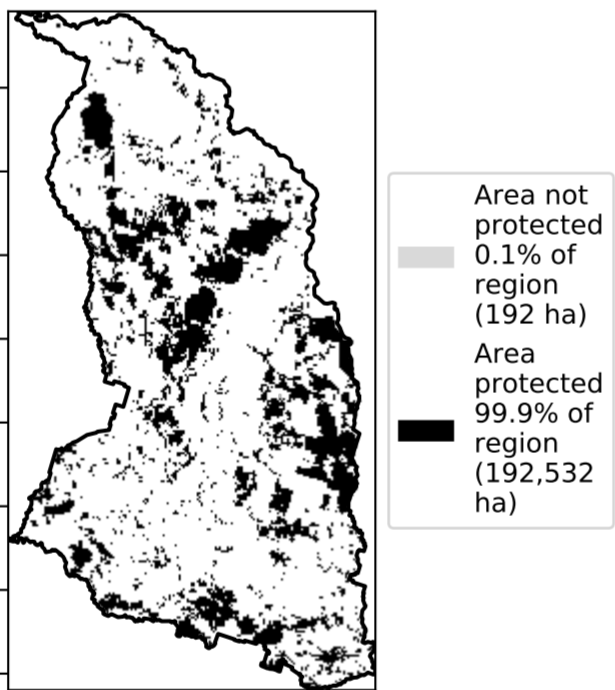 Area not
protected
0.1% of
region
(192 ha)
Area
protected
99.9% of
region
(192,532
ha)